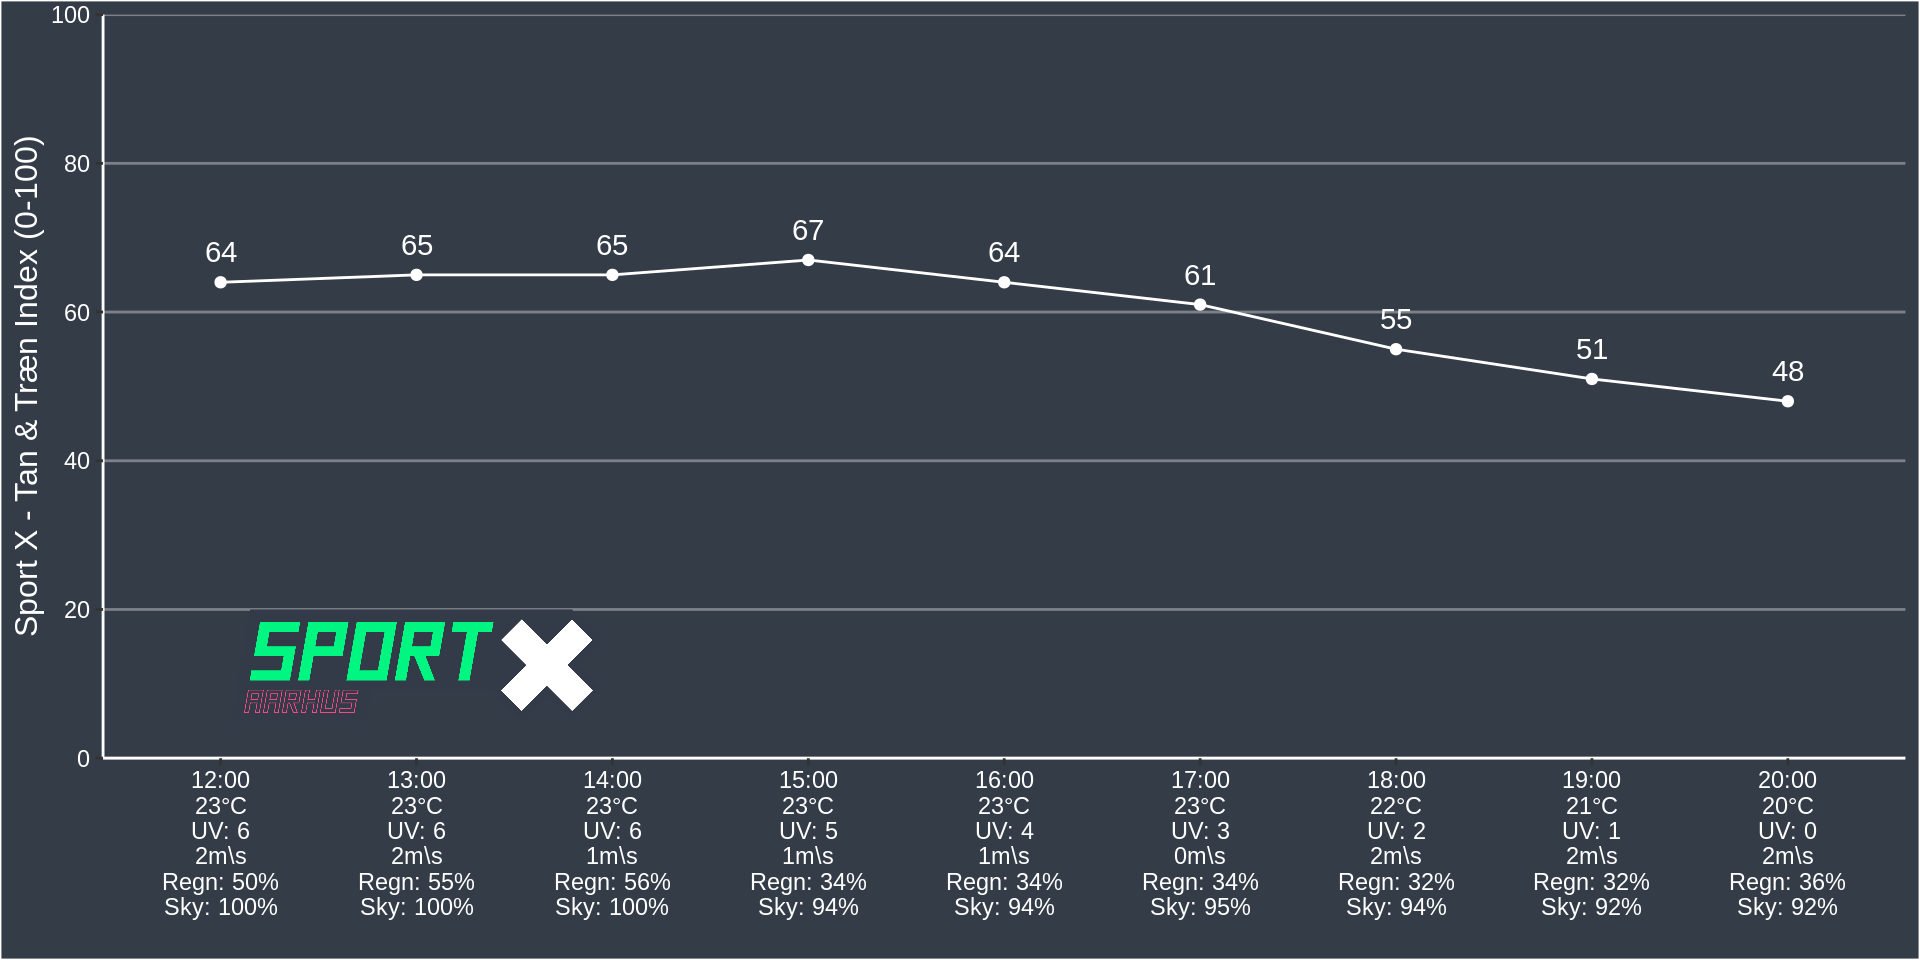 Sport X - Tan & Træn Index (0-100)
100
80
60
40
20
0
64
65
65
67
64
61
55
51
48
SPORT X
AARHUS
12:00
23°C
UV: 6
2m\s
Regn: 50%
Sky: 100%
13:00
23°C
UV: 6
2m\s
Regn: 55%
Sky: 100%
14:00
23°C
UV: 6
1m\s
Regn: 56%
Sky: 100%
15:00
23°C
UV: 5
1m\s
Regn: 34%
Sky: 94%
16:00
23°C
UV: 4
1m\s
Regn: 34%
Sky: 94%
17:00
23°C
UV: 3
0m\s
Regn: 34%
Sky: 95%
18:00
22°C
UV: 2
2m\s
Regn: 32%
Sky: 94%
19:00
21°C
UV: 1
2m\s
Regn: 32%
Sky: 92%
20:00
20°C
UV: 0
2m\s
Regn: 36%
Sky: 92%